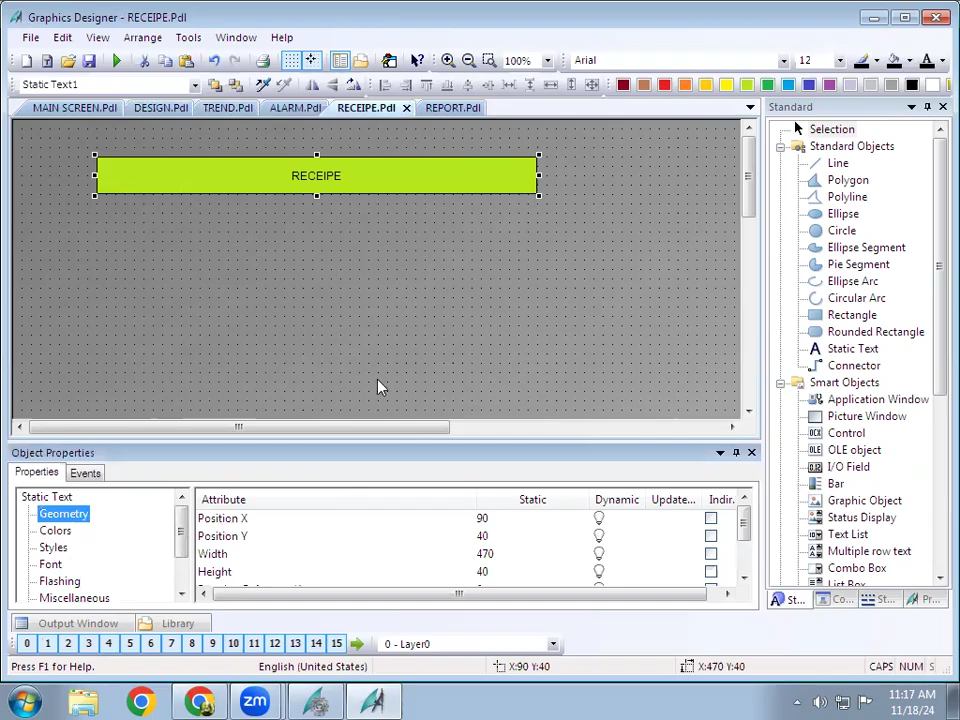 Graphics Designer - RECEIPE.Pdl
File Edit View Arrange Tools Window Help
100% Arial 12
Static Text1
MAIN SCREEN.Pdl DESIGN.Pdl TREND.Pdl ALARM.Pdl RECEIPE.Pdl REPORT.Pdl
RECEIPE
Standard
Selection
Standard Objects
Line
Polygon
Polyline
Ellipse
Circle
Ellipse Segment
Pie Segment
Ellipse Arc
Circular Arc
Rectangle
Rounded Rectangle
Static Text
Connector
Smart Objects
Application Window
Picture Window
Control
OLE object
I/O Field
Bar
Graphic Object
Status Display
Text List
Multiple row text
Combo Box
List Box
St... Co... St... Pr...
Object Properties
Properties Events
Static Text
Geometry
Colors
Styles
Font
Flashing
Miscellaneous
Attribute Static Dynamic Update... Indir.
Position X 90
Position Y 40
Width 470
Height 40
Output Window Library
0 1 2 3 4 5 6 7 8 9 10 11 12 13 14 15 0 - Layer0
Press F1 for Help. English (United States) X:90 Y:40 X:470 Y:40 CAPS NUM S
zm
11:17 AM
11/18/24